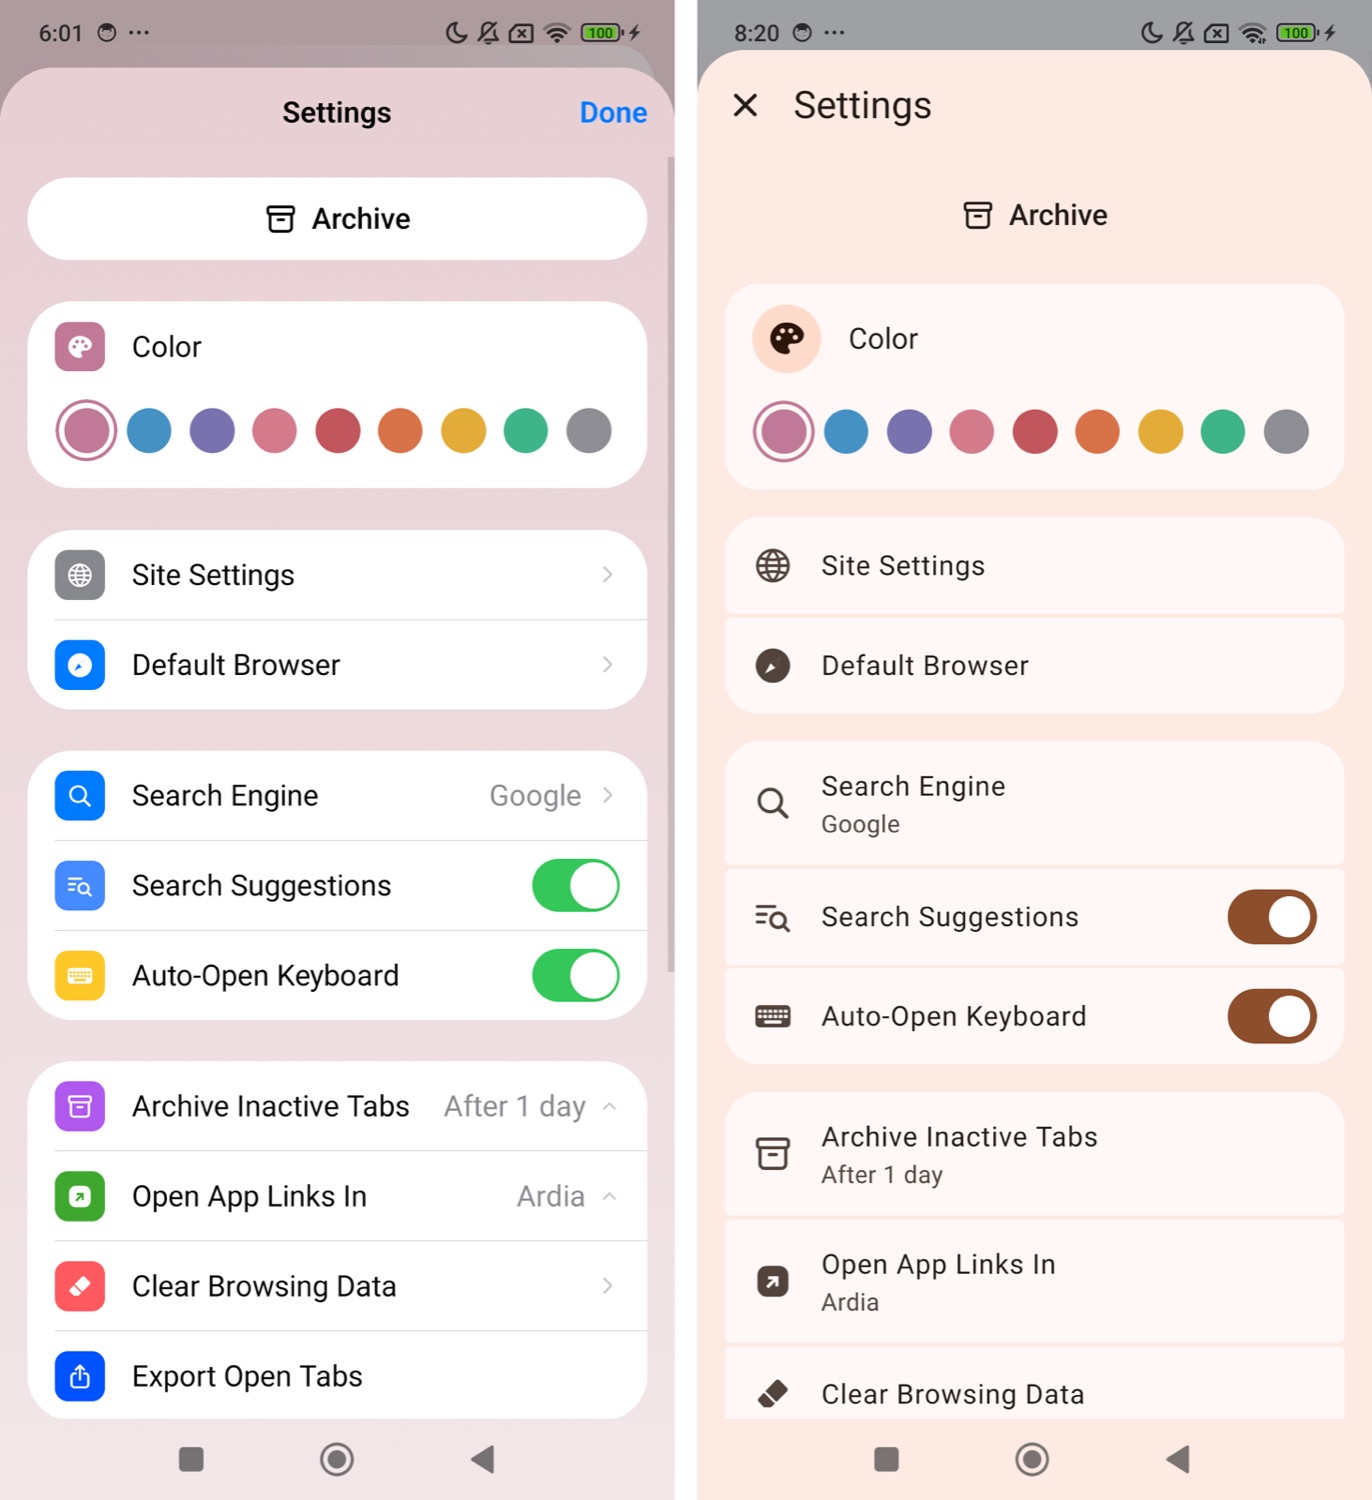 6:01 ...
100
Settings
Done
Archive
Color
Site Settings
Default Browser
Search Engine
Google
Search Suggestions
Auto-Open Keyboard
Archive Inactive Tabs
After 1 day
Open App Links In
Ardia
Clear Browsing Data
Export Open Tabs
8:20 ...
100
Settings
Archive
Color
Site Settings
Default Browser
Search Engine
Google
Search Suggestions
Auto-Open Keyboard
Archive Inactive Tabs
After 1 day
Open App Links In
Ardia
Clear Browsing Data